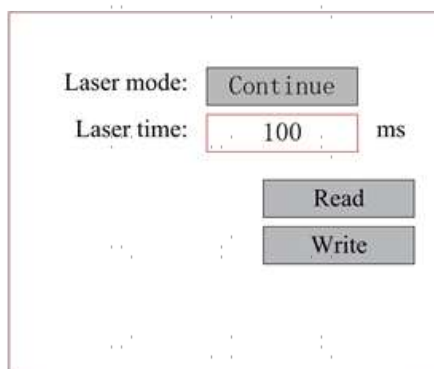 Laser mode: Continue
Laser time: 100 ms
Read
Write